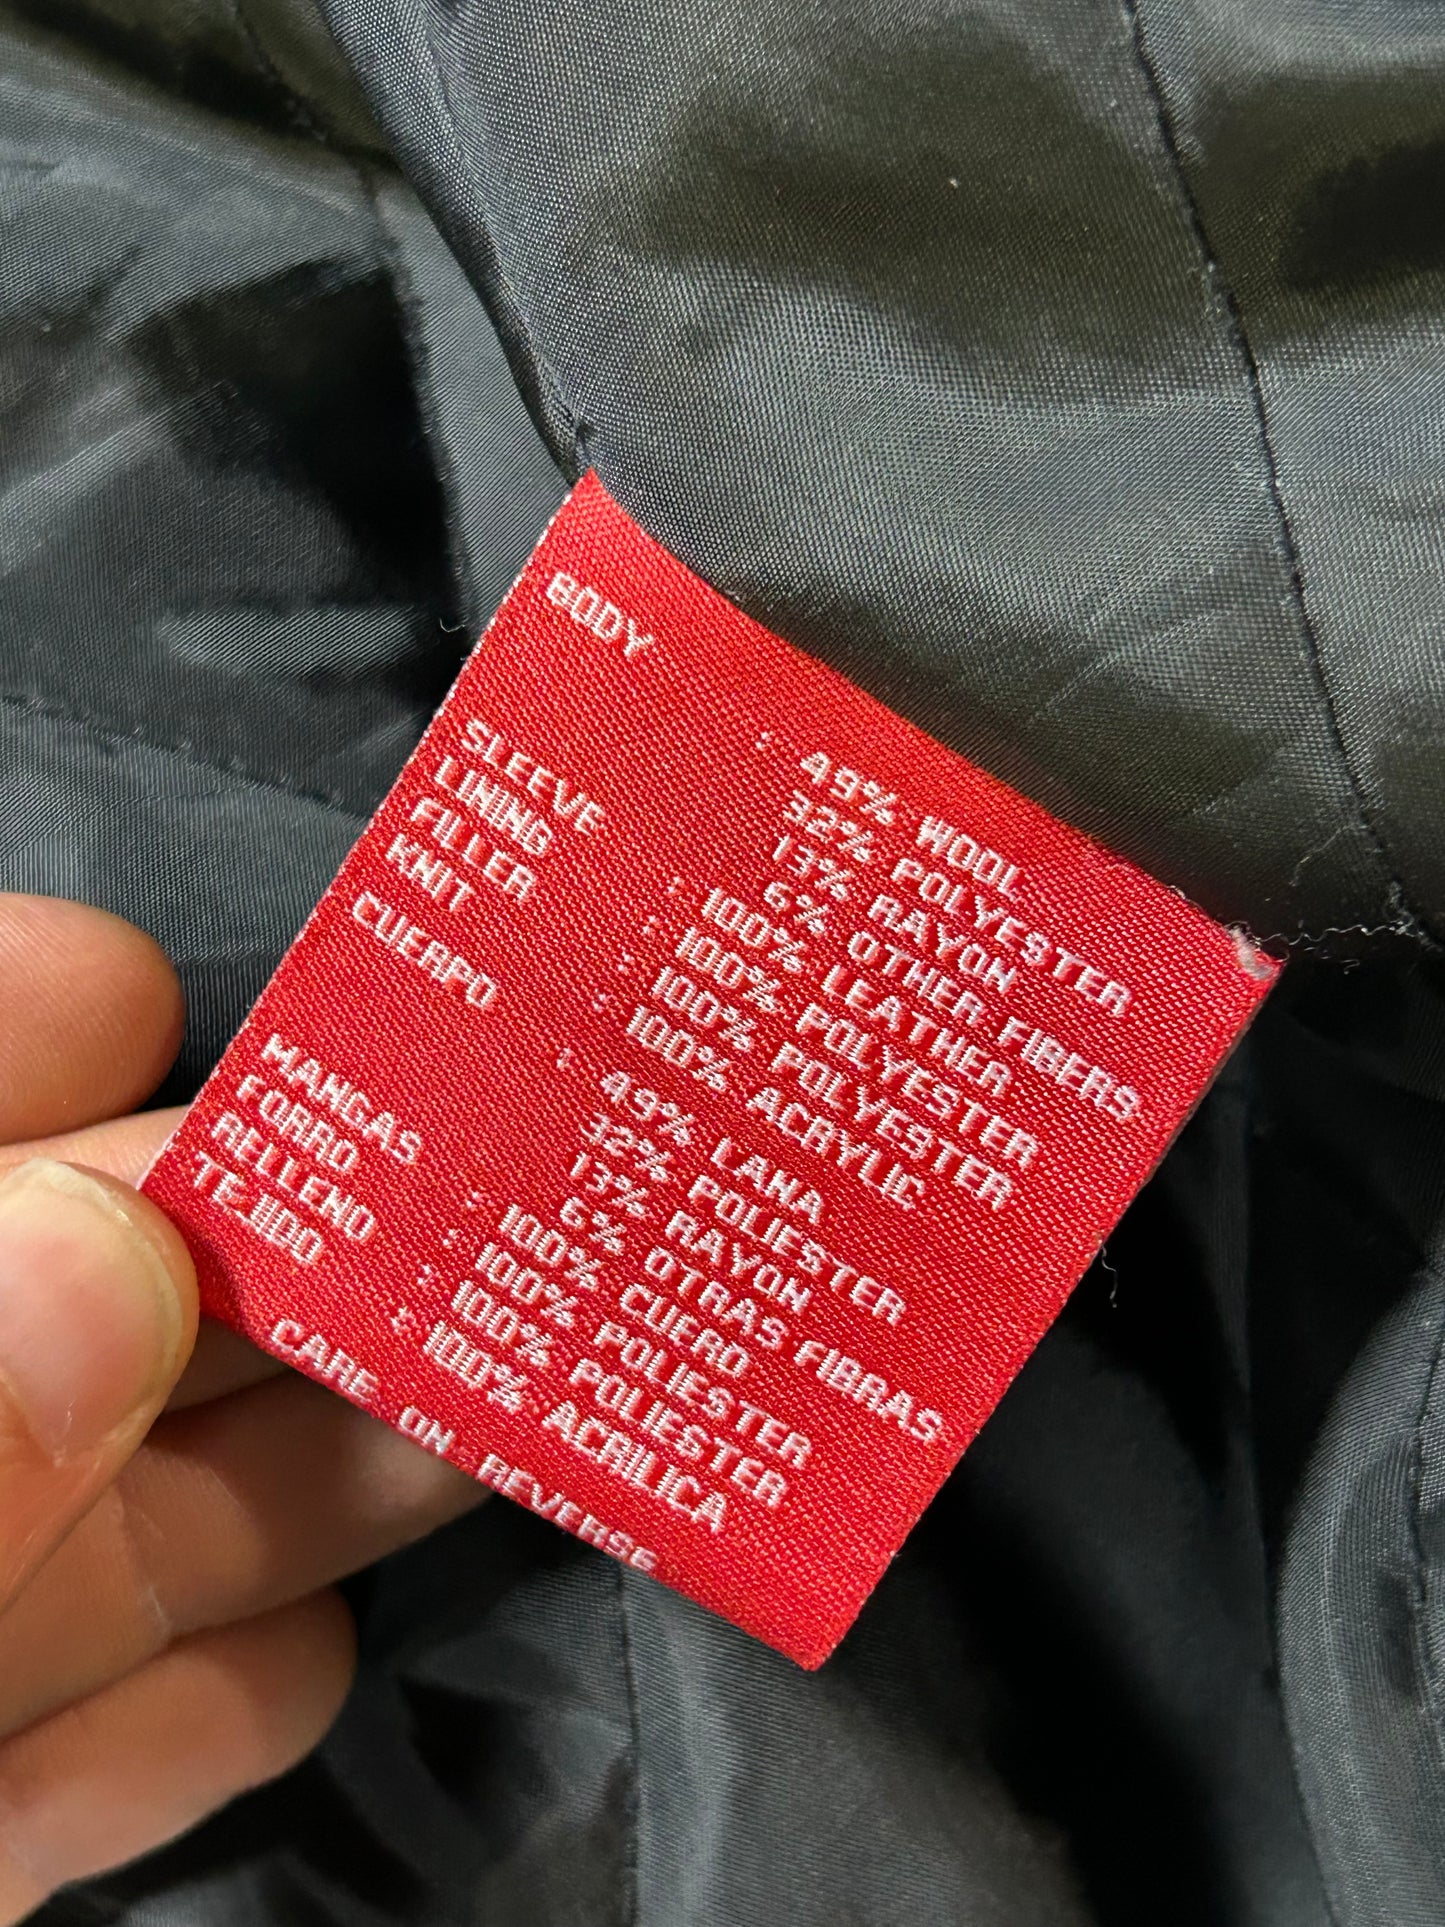 BODY : 49% WOOL
32% POLYESTER
13% RAYON
6% OTHER FIBERS
SLEEVE : 100% LEATHER
LINING : 100% POLYESTER
FILLER : 100% POLYESTER
KNIT : 100% ACRYLIC
CUERPO : 49% LANA
32% POLIESTER
13% RAYON
6% OTRAS FIBRAS
MANGAS : 100% CUERO
FORRO : 100% POLIESTER
RELLENO : 100% POLIESTER
TEJIDO : 100% ACRILICA
CARE ON REVERSE